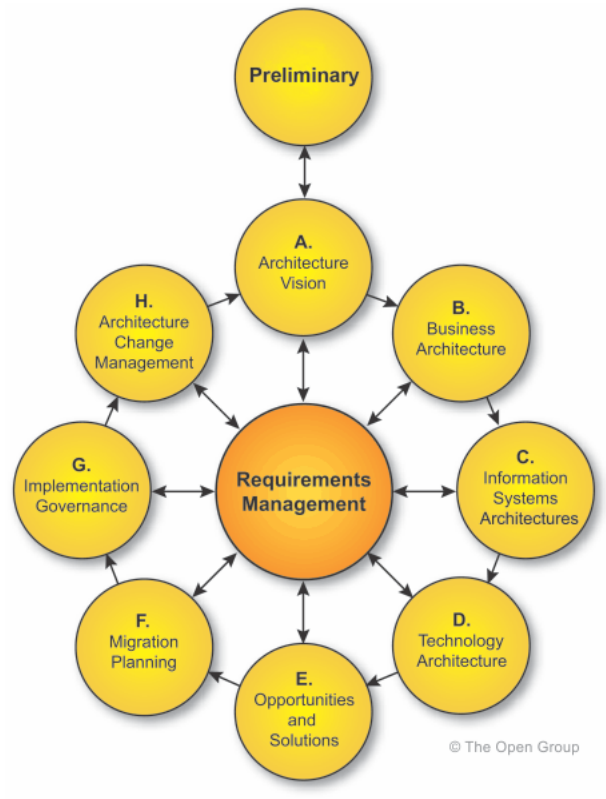 Preliminary
A.
Architecture
Vision
B.
Business
Architecture
C.
Information
Systems
Architectures
D.
Technology
Architecture
E.
Opportunities
and
Solutions
F.
Migration
Planning
G.
Implementation
Governance
H.
Architecture
Change
Management
Requirements
Management
© The Open Group